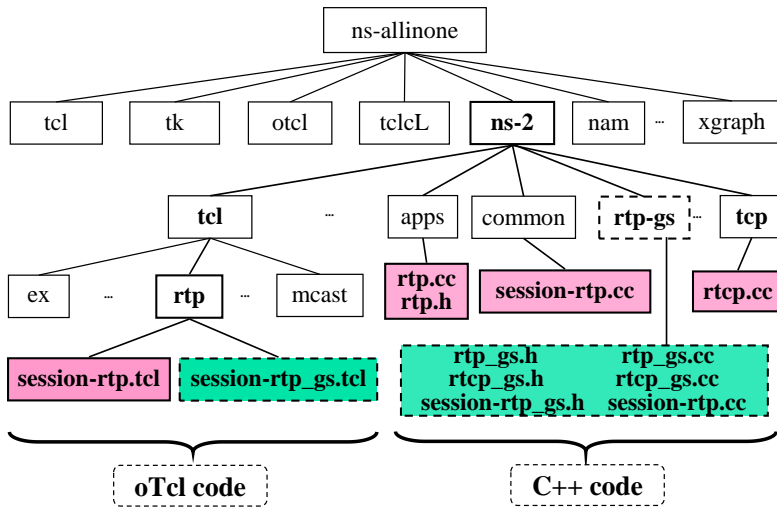 ns-allinone
tcl tk otcl tclcL ns-2 nam ... xgraph
tcl ... apps common rtp-gs ... tcp
ex ... rtp ... mcast
rtp.cc
rtp.h
session-rtp.cc
rtcp.cc
session-rtp.tcl
session-rtp_gs.tcl
rtp_gs.h rtp_gs.cc
rtcp_gs.h rtcp_gs.cc
session-rtp_gs.h session-rtp.cc
oTcl code
C++ code